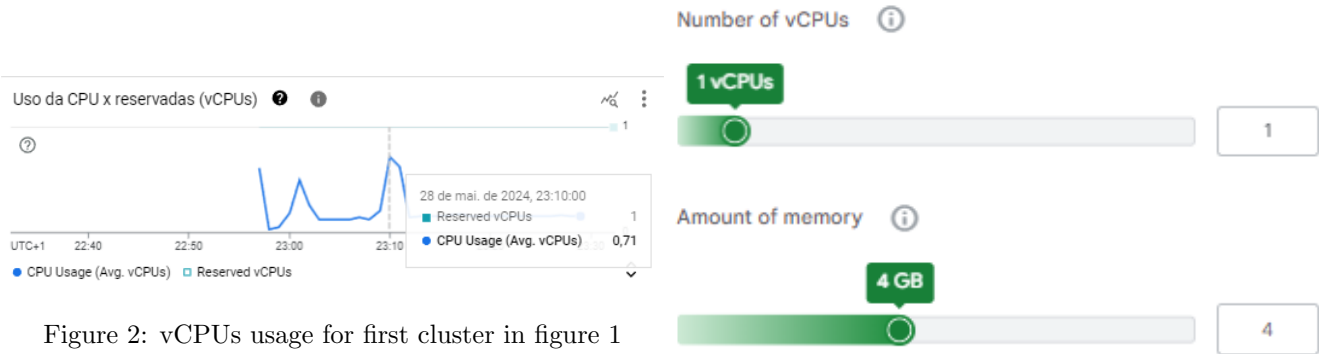 Uso da CPU x reservadas (vCPUs)
1
28 de mai. de 2024, 23:10:00
Reserved vCPUs 1
CPU Usage (Avg. vCPUs) 0,71
UTC+1 22:40 22:50 23:00 23:10
CPU Usage (Avg. vCPUs) Reserved vCPUs
Figure 2: vCPUs usage for first cluster in figure 1
Number of vCPUs
1 vCPUs
1
Amount of memory
4 GB
4